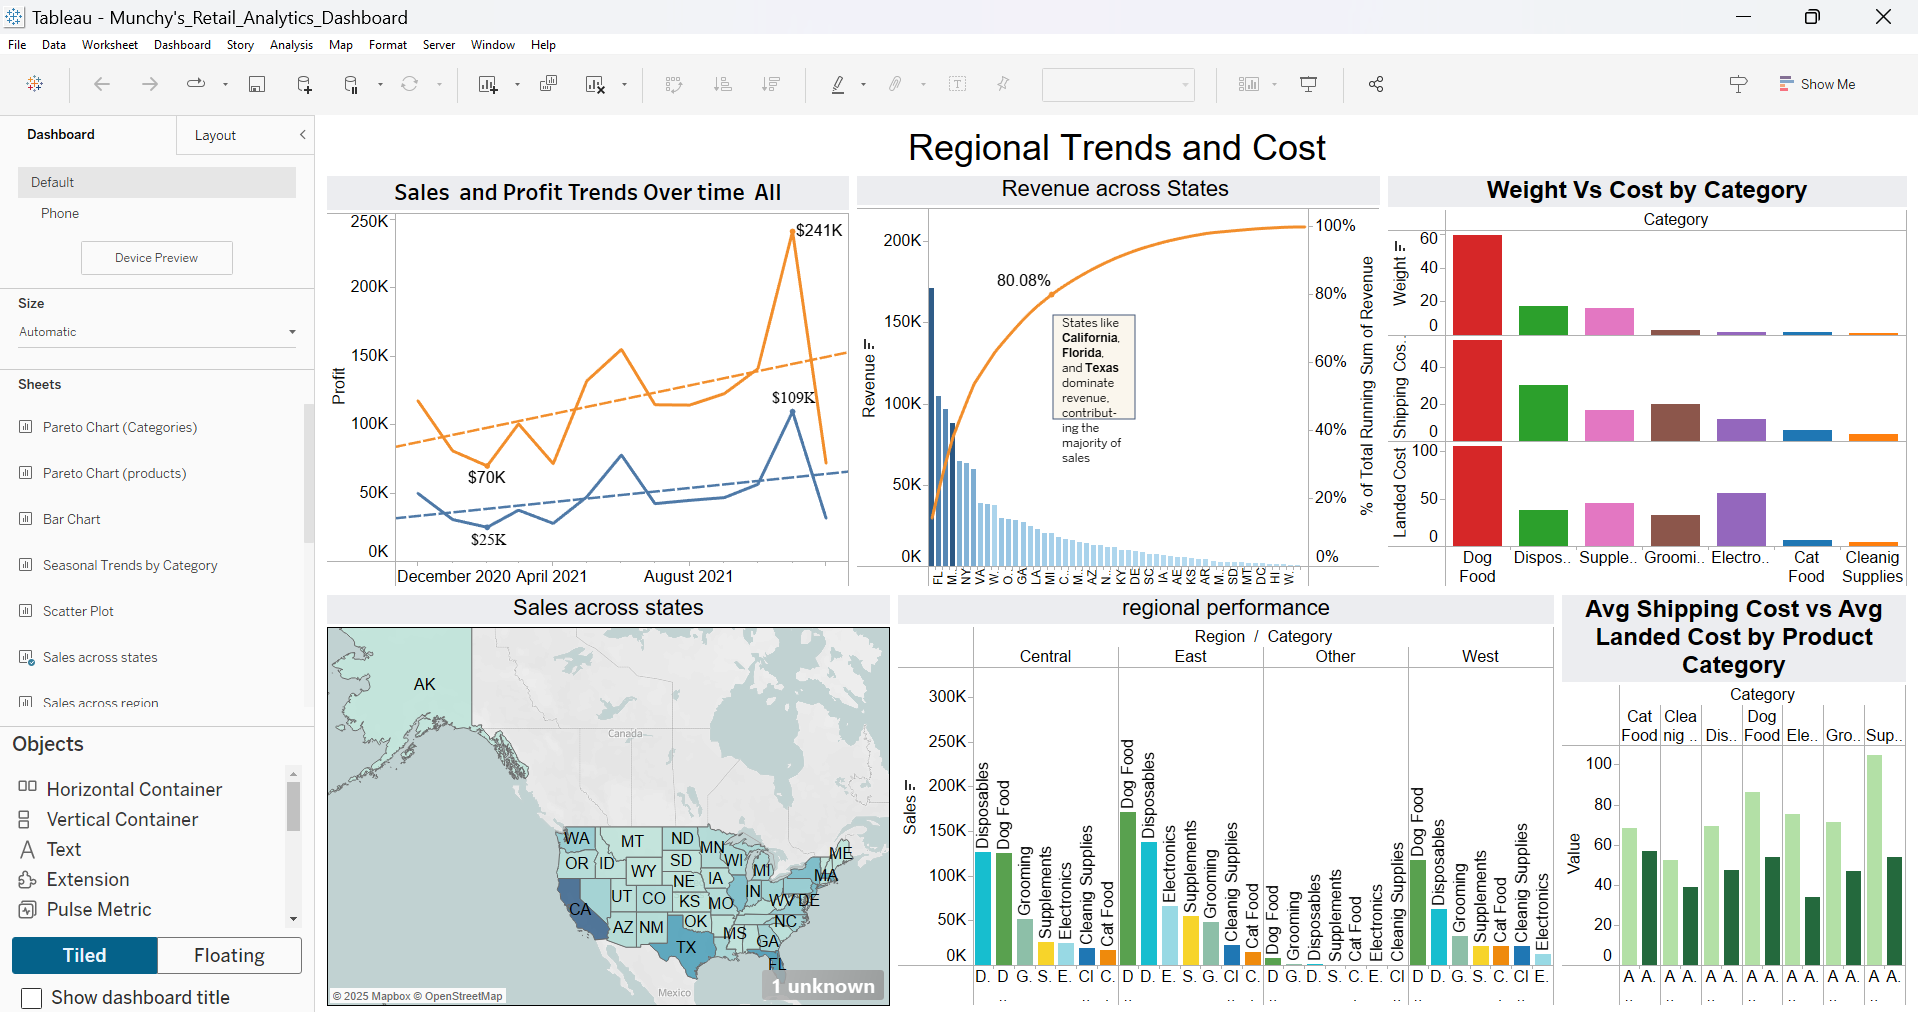 Tableau - Munchy's_Retail_Analytics_Dashboard
File Data Worksheet Dashboard Story Analysis Map Format Server Window Help
Show Me
Dashboard
Layout
Default
Phone
Device Preview
Size
Automatic
Sheets
Pareto Chart (Categories)
Pareto Chart (products)
Bar Chart
Seasonal Trends by Category
Scatter Plot
Sales across states
Sales across region
Objects
Horizontal Container
Vertical Container
Text
Extension
Pulse Metric
Tiled
Floating
Show dashboard title
Regional Trends and Cost
Sales and Profit Trends Over time All
Profit
250K
200K
150K
100K
50K
0K
$241K
$109K
$70K
$25K
December 2020 April 2021 August 2021
Revenue across States
Revenue
200K
150K
100K
50K
0K
80.08%
States like
California,
Florida,
and Texas
dominate
revenue,
contribut-
ing the
majority of
sales
100%
80%
60%
40%
20%
0%
% of Total Running Sum of Revenue
FL M.. NY VA W.. O.. GA LA MI C.. M.. AZ N.. KY DE SC IA AE KS AR M.. SD MT DC HI W..
Weight Vs Cost by Category
Category
Weight
60
40
20
0
Shipping Cos..
40
20
0
Landed Cost
100
50
0
Dog Food
Dispos..
Supple..
Groomi..
Electro..
Cat Food
Cleanig Supplies
Sales across states
AK
Canada
WA MT ND MN ME
OR ID SD WI MI
WY NE IA IN MA
UT CO KS MO WV DE
CA AZ NM OK NC
TX MS GA
FL
Mexico
1 unknown
© 2025 Mapbox © OpenStreetMap
regional performance
Region / Category
Central East Other West
Sales
300K
250K
200K
150K
100K
50K
0K
Disposables Dog Food Grooming Supplements Electronics Cleanig Supplies Cat Food
Dog Food Disposables Electronics Supplements Grooming Cleanig Supplies Cat Food
Dog Food Grooming Disposables Supplements Cat Food Electronics Cleanig Supplies
Dog Food Disposables Grooming Supplements Cat Food Cleanig Supplies Electronics
D. D G. S. E. Cl C. D D. E. S. G. Cl C. D G. D. S. C. E. Cl D D. G. S. C. Cl E.
Avg Shipping Cost vs Avg
Landed Cost by Product
Category
Category
Cat Food
Clea nig ..
Dis..
Dog Food
Ele..
Gro..
Sup..
Value
100
80
60
40
20
0
A A. A A. A A. A A. A A. A A. A A.